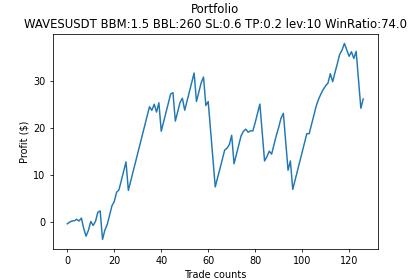 Portfolio
WAVESUSDT BBM:1.5 BBL:260 SL:0.6 TP:0.2 lev:10 WinRatio:74.0
Profit ($)
30
20
10
0
0 20 40 60 80 100 120
Trade counts